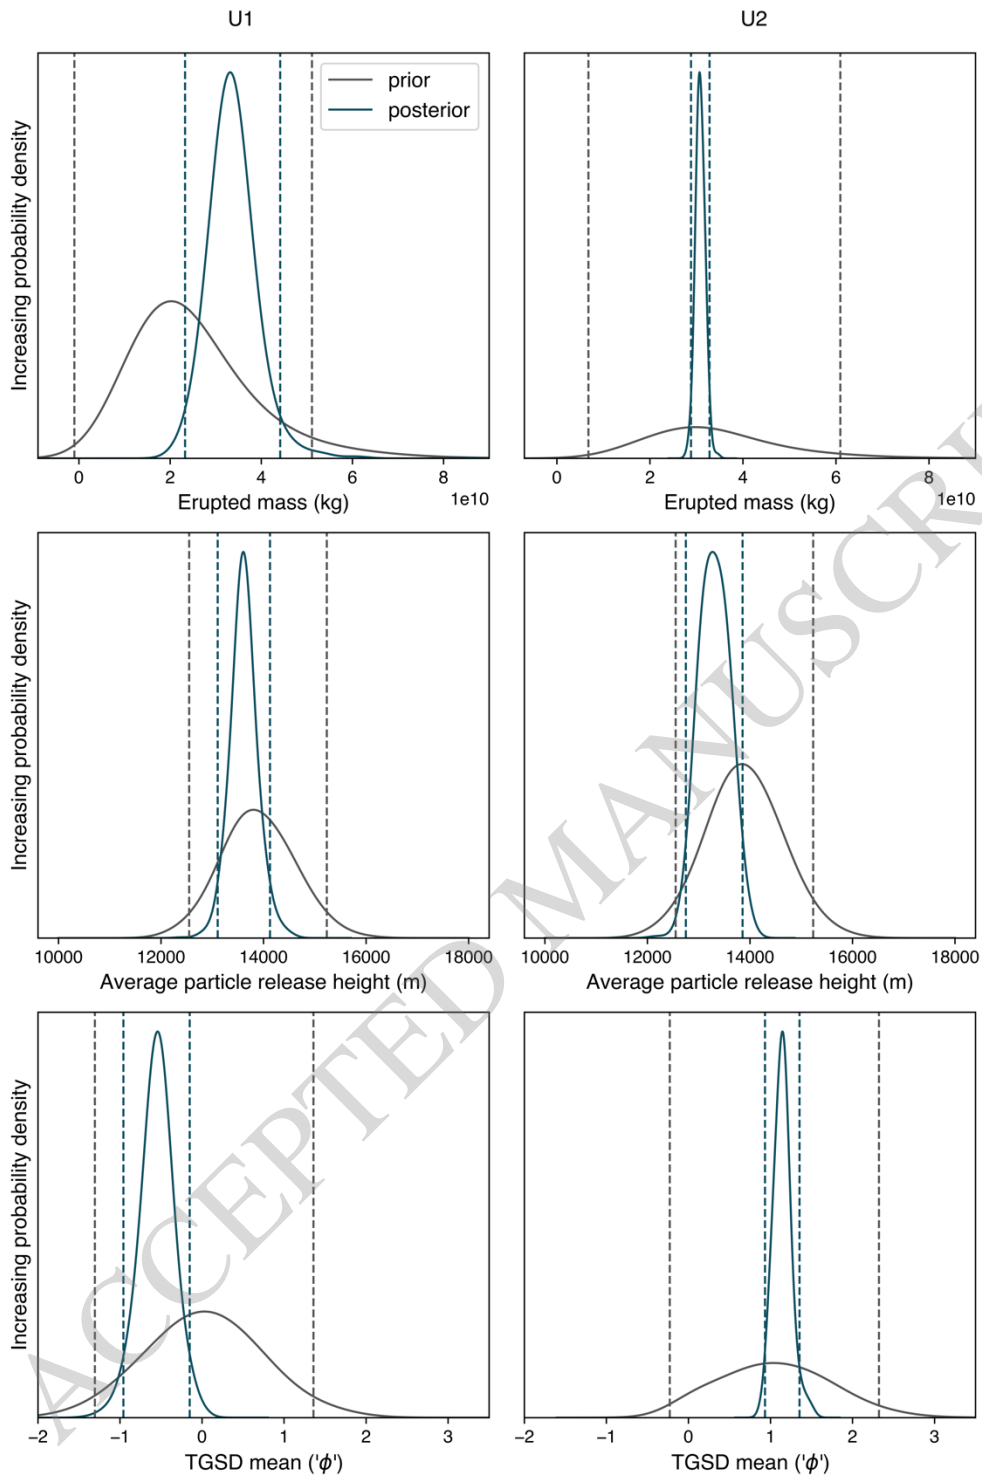 U1
U2
Increasing probability density
prior
posterior
0 2 4 6 8
1e10
Erupted mass (kg)
0 2 4 6 8
1e10
Erupted mass (kg)
Increasing probability density
10000 12000 14000 16000 18000
Average particle release height (m)
10000 12000 14000 16000 18000
Average particle release height (m)
Increasing probability density
−2 −1 0 1 2 3
TGSD mean ('ϕ')
−2 −1 0 1 2 3
TGSD mean ('ϕ')